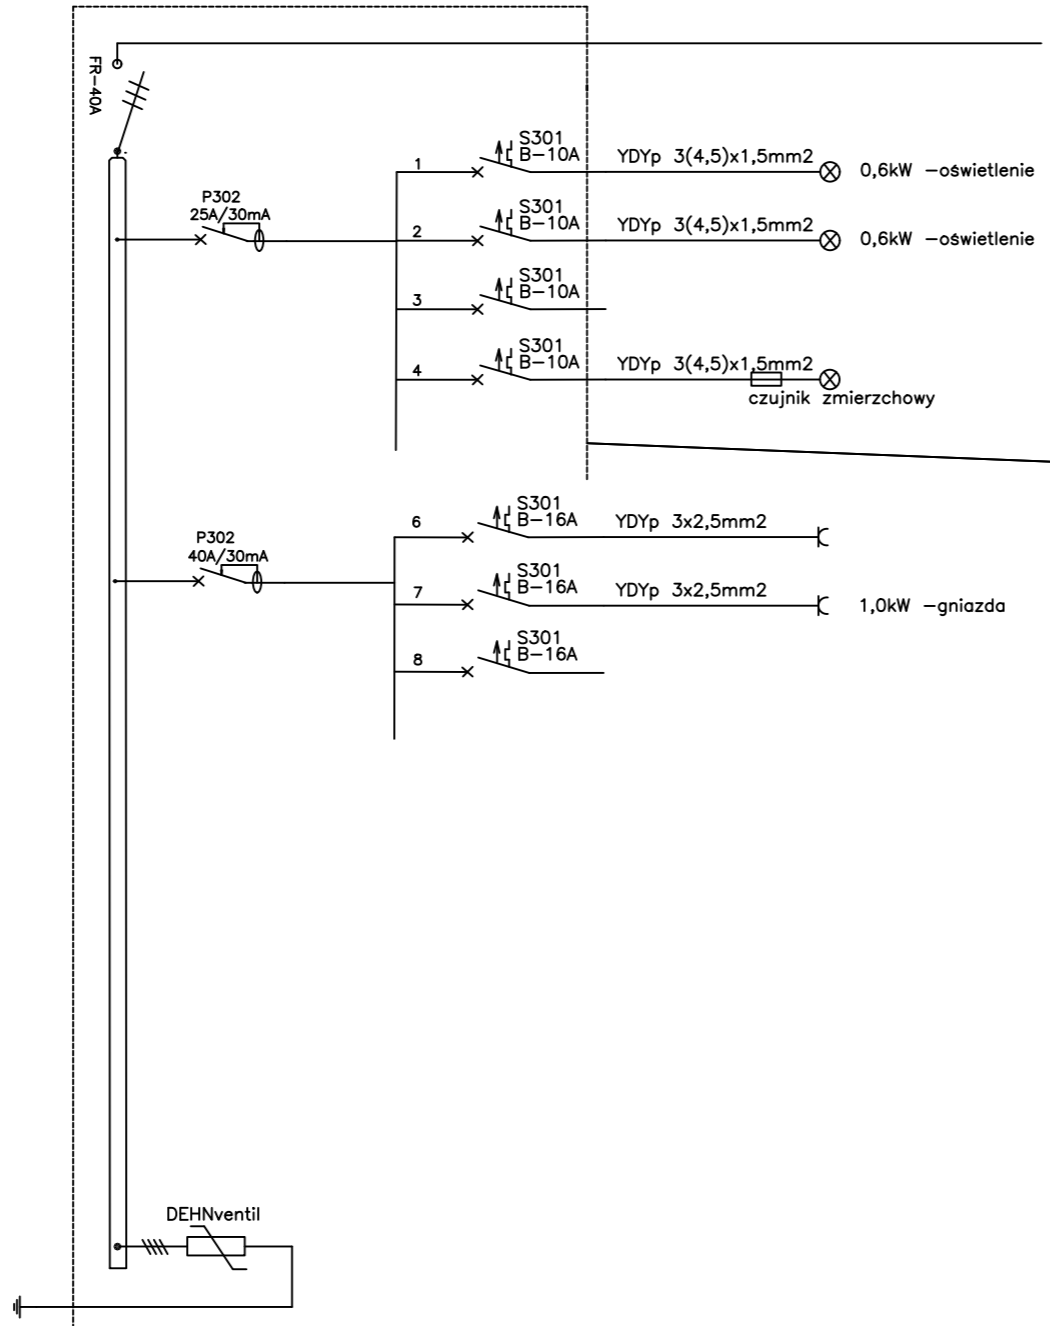 FR-40A
P302
25A/30mA
1
S301
B-10A
YDYp 3(4,5)x1,5mm2
0,6kW -oświetlenie
2
S301
B-10A
YDYp 3(4,5)x1,5mm2
0,6kW -oświetlenie
3
S301
B-10A
4
S301
B-10A
YDYp 3(4,5)x1,5mm2
czujnik zmierzchowy
P302
40A/30mA
6
S301
B-16A
YDYp 3x2,5mm2
7
S301
B-16A
YDYp 3x2,5mm2
1,0kW -gniazda
8
S301
B-16A
DEHNventil